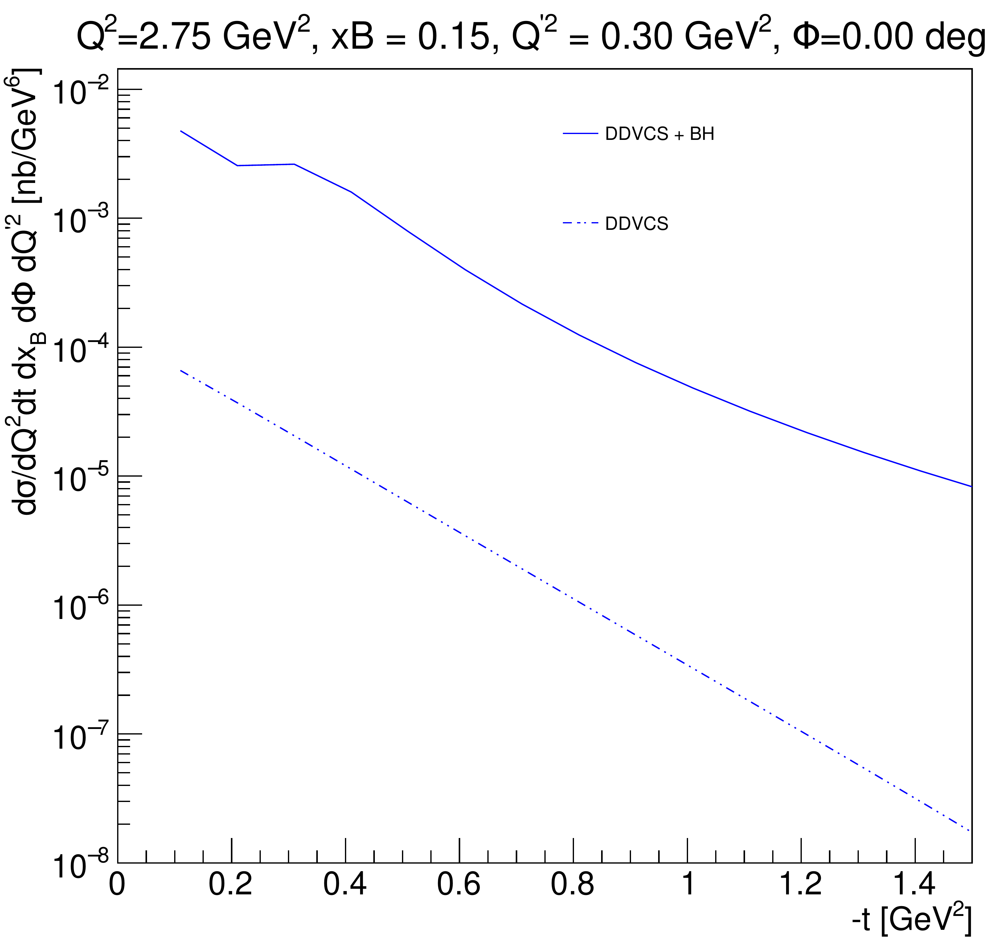 Q²=2.75 GeV², xB = 0.15, Q'² = 0.30 GeV², Φ=0.00 deg
dσ/dQ²dt dx_B dΦ dQ'² [nb/GeV⁶]
10⁻²
10⁻³
10⁻⁴
10⁻⁵
10⁻⁶
10⁻⁷
10⁻⁸
DDVCS + BH
DDVCS
0 0.2 0.4 0.6 0.8 1 1.2 1.4
-t [GeV²]